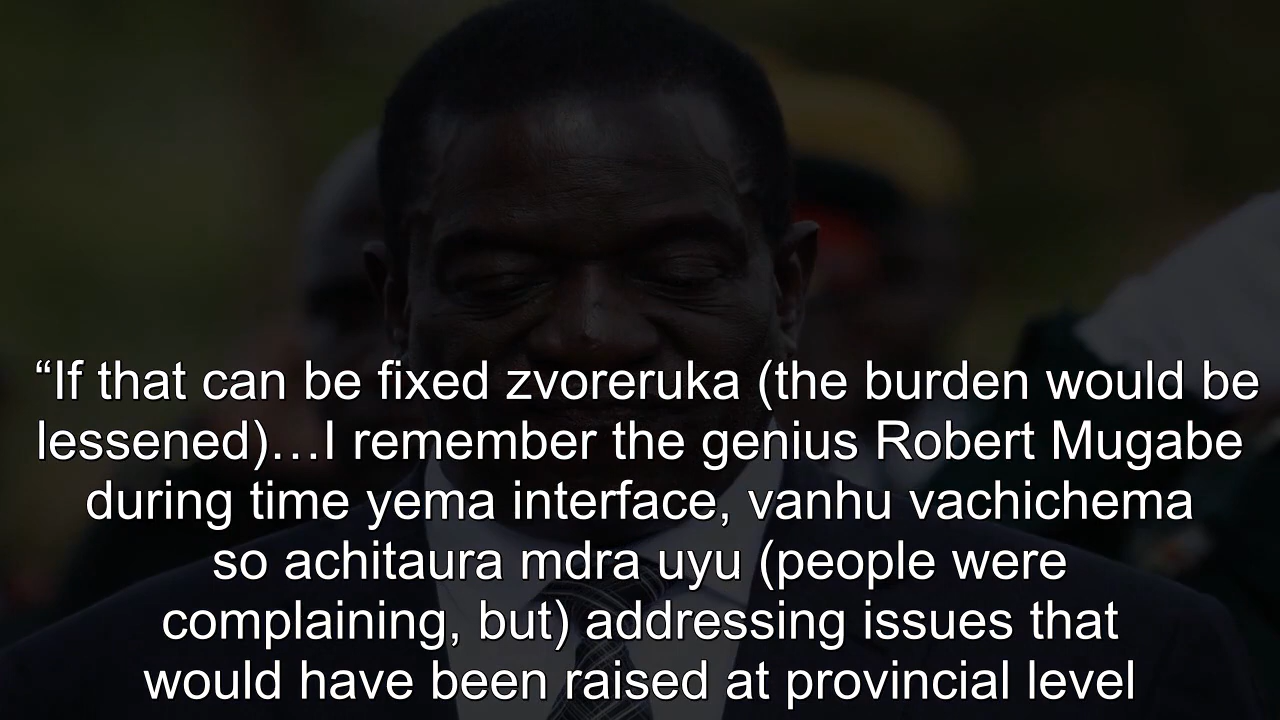 “If that can be fixed zvoreruka (the burden would be
lessened)…I remember the genius Robert Mugabe
during time yema interface, vanhu vachichema
so achitaura mdra uyu (people were
complaining, but) addressing issues that
would have been raised at provincial level